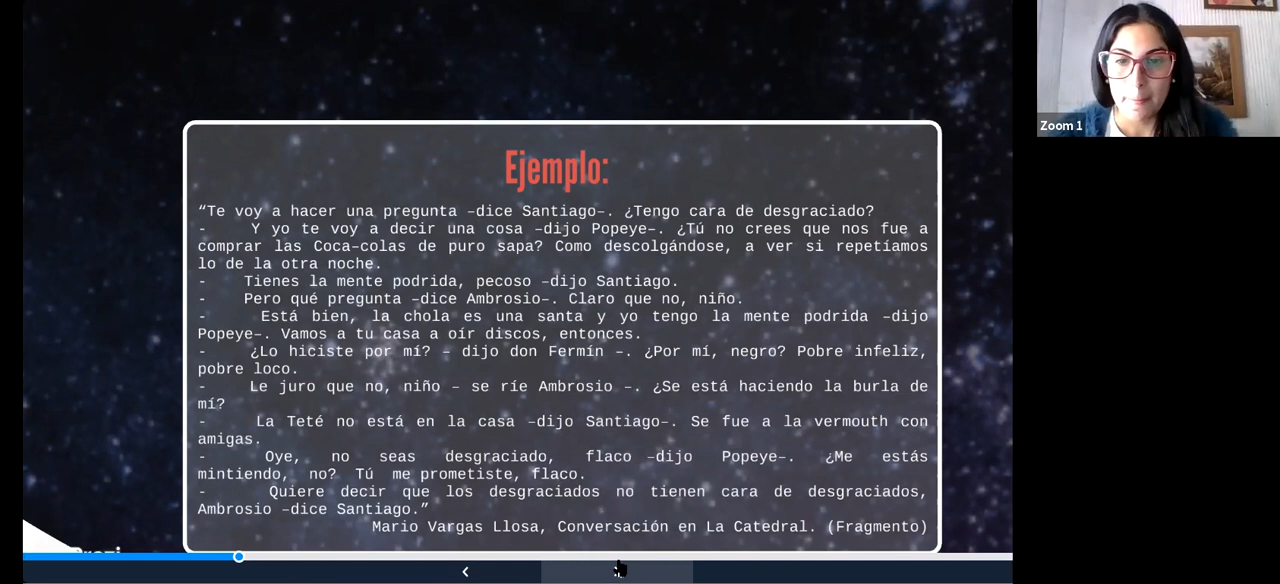 Ejemplo:
“Te voy a hacer una pregunta –dice Santiago–. ¿Tengo cara de desgraciado?
- Y yo te voy a decir una cosa –dijo Popeye–. ¿Tú no crees que nos fue a
comprar las Coca–colas de puro sapa? Como descolgándose, a ver si repetíamos
lo de la otra noche.
- Tienes la mente podrida, pecoso –dijo Santiago.
- Pero qué pregunta –dice Ambrosio–. Claro que no, niño.
- Está bien, la chola es una santa y yo tengo la mente podrida –dijo
Popeye–. Vamos a tu casa a oír discos, entonces.
- ¿Lo hiciste por mí? – dijo don Fermín –. ¿Por mí, negro? Pobre infeliz,
pobre loco.
- Le juro que no, niño – se ríe Ambrosio –. ¿Se está haciendo la burla de
mí?
- La Teté no está en la casa –dijo Santiago–. Se fue a la vermouth con
amigas.
- Oye, no seas desgraciado, flaco –dijo Popeye–. ¿Me estás
mintiendo, no? Tú me prometiste, flaco.
- Quiere decir que los desgraciados no tienen cara de desgraciados,
Ambrosio –dice Santiago.”
Mario Vargas Llosa, Conversación en La Catedral. (Fragmento)
Zoom 1